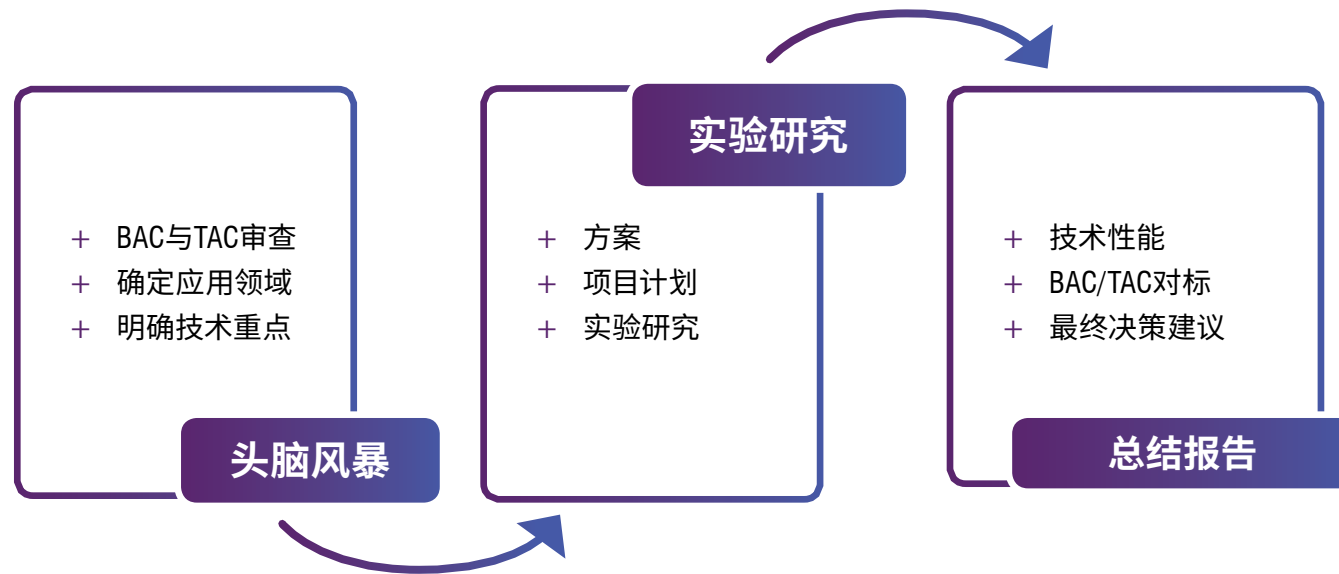 + BAC与TAC审查
+ 确定应用领域
+ 明确技术重点
头脑风暴
实验研究
+ 方案
+ 项目计划
+ 实验研究
+ 技术性能
+ BAC/TAC对标
+ 最终决策建议
总结报告